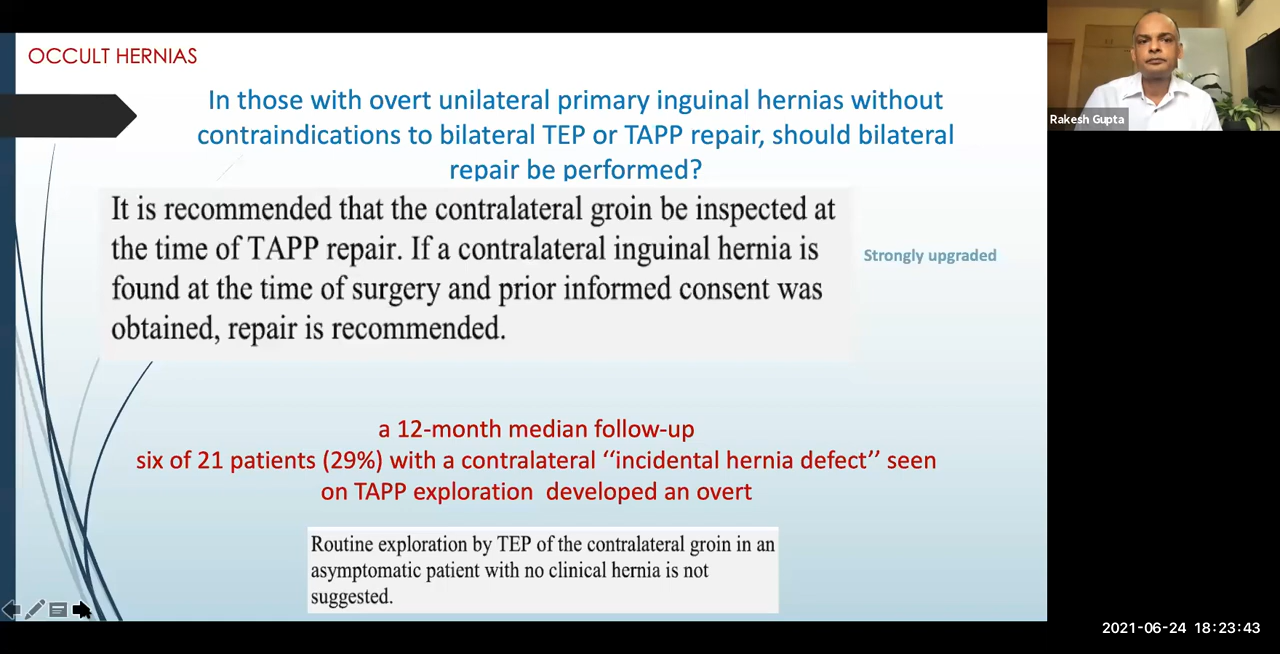 OCCULT HERNIAS
In those with overt unilateral primary inguinal hernias without
contraindications to bilateral TEP or TAPP repair, should bilateral
repair be performed?
It is recommended that the contralateral groin be inspected at
the time of TAPP repair. If a contralateral inguinal hernia is
found at the time of surgery and prior informed consent was
obtained, repair is recommended.
Strongly upgraded
a 12-month median follow-up
six of 21 patients (29%) with a contralateral ‘‘incidental hernia defect’’ seen
on TAPP exploration developed an overt
Routine exploration by TEP of the contralateral groin in an
asymptomatic patient with no clinical hernia is not
suggested.
Rakesh Gupta
2021-06-24 18:23:43